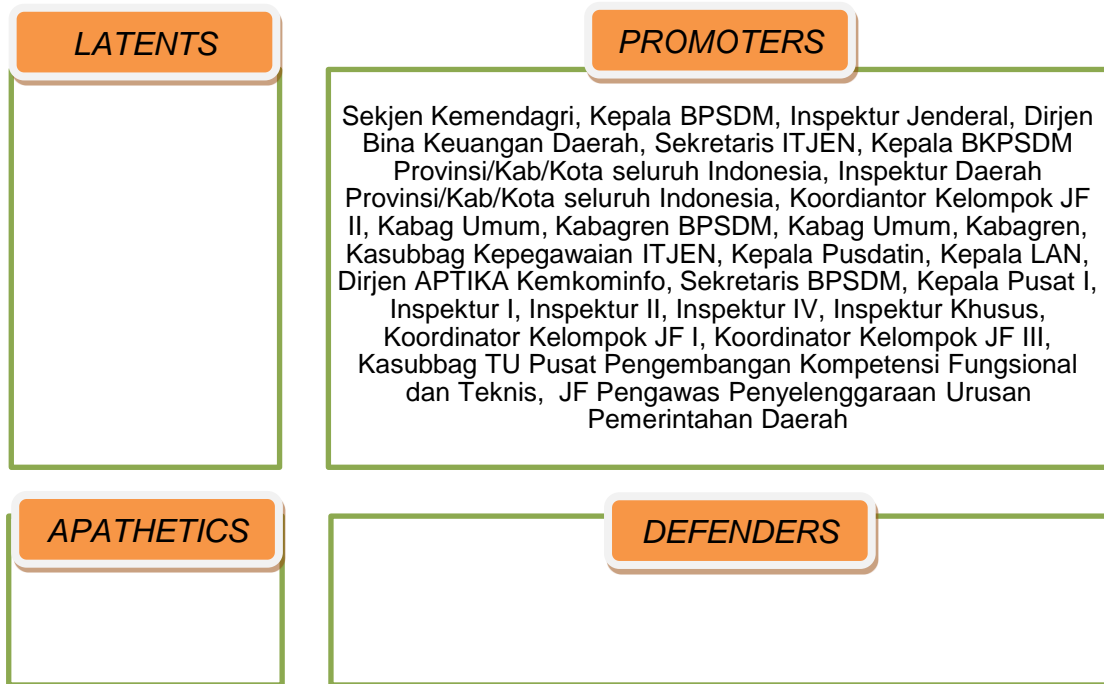 LATENTS
PROMOTERS
Sekjen Kemendagri, Kepala BPSDM, Inspektur Jenderal, Dirjen
Bina Keuangan Daerah, Sekretaris ITJEN, Kepala BKPSDM
Provinsi/Kab/Kota seluruh Indonesia, Inspektur Daerah
Provinsi/Kab/Kota seluruh Indonesia, Koordiantor Kelompok JF
II, Kabag Umum, Kabagren BPSDM, Kabag Umum, Kabagren,
Kasubbag Kepegawaian ITJEN, Kepala Pusdatin, Kepala LAN,
Dirjen APTIKA Kemkominfo, Sekretaris BPSDM, Kepala Pusat I,
Inspektur I, Inspektur II, Inspektur IV, Inspektur Khusus,
Koordinator Kelompok JF I, Koordinator Kelompok JF III,
Kasubbag TU Pusat Pengembangan Kompetensi Fungsional
dan Teknis, JF Pengawas Penyelenggaraan Urusan
Pemerintahan Daerah
APATHETICS
DEFENDERS